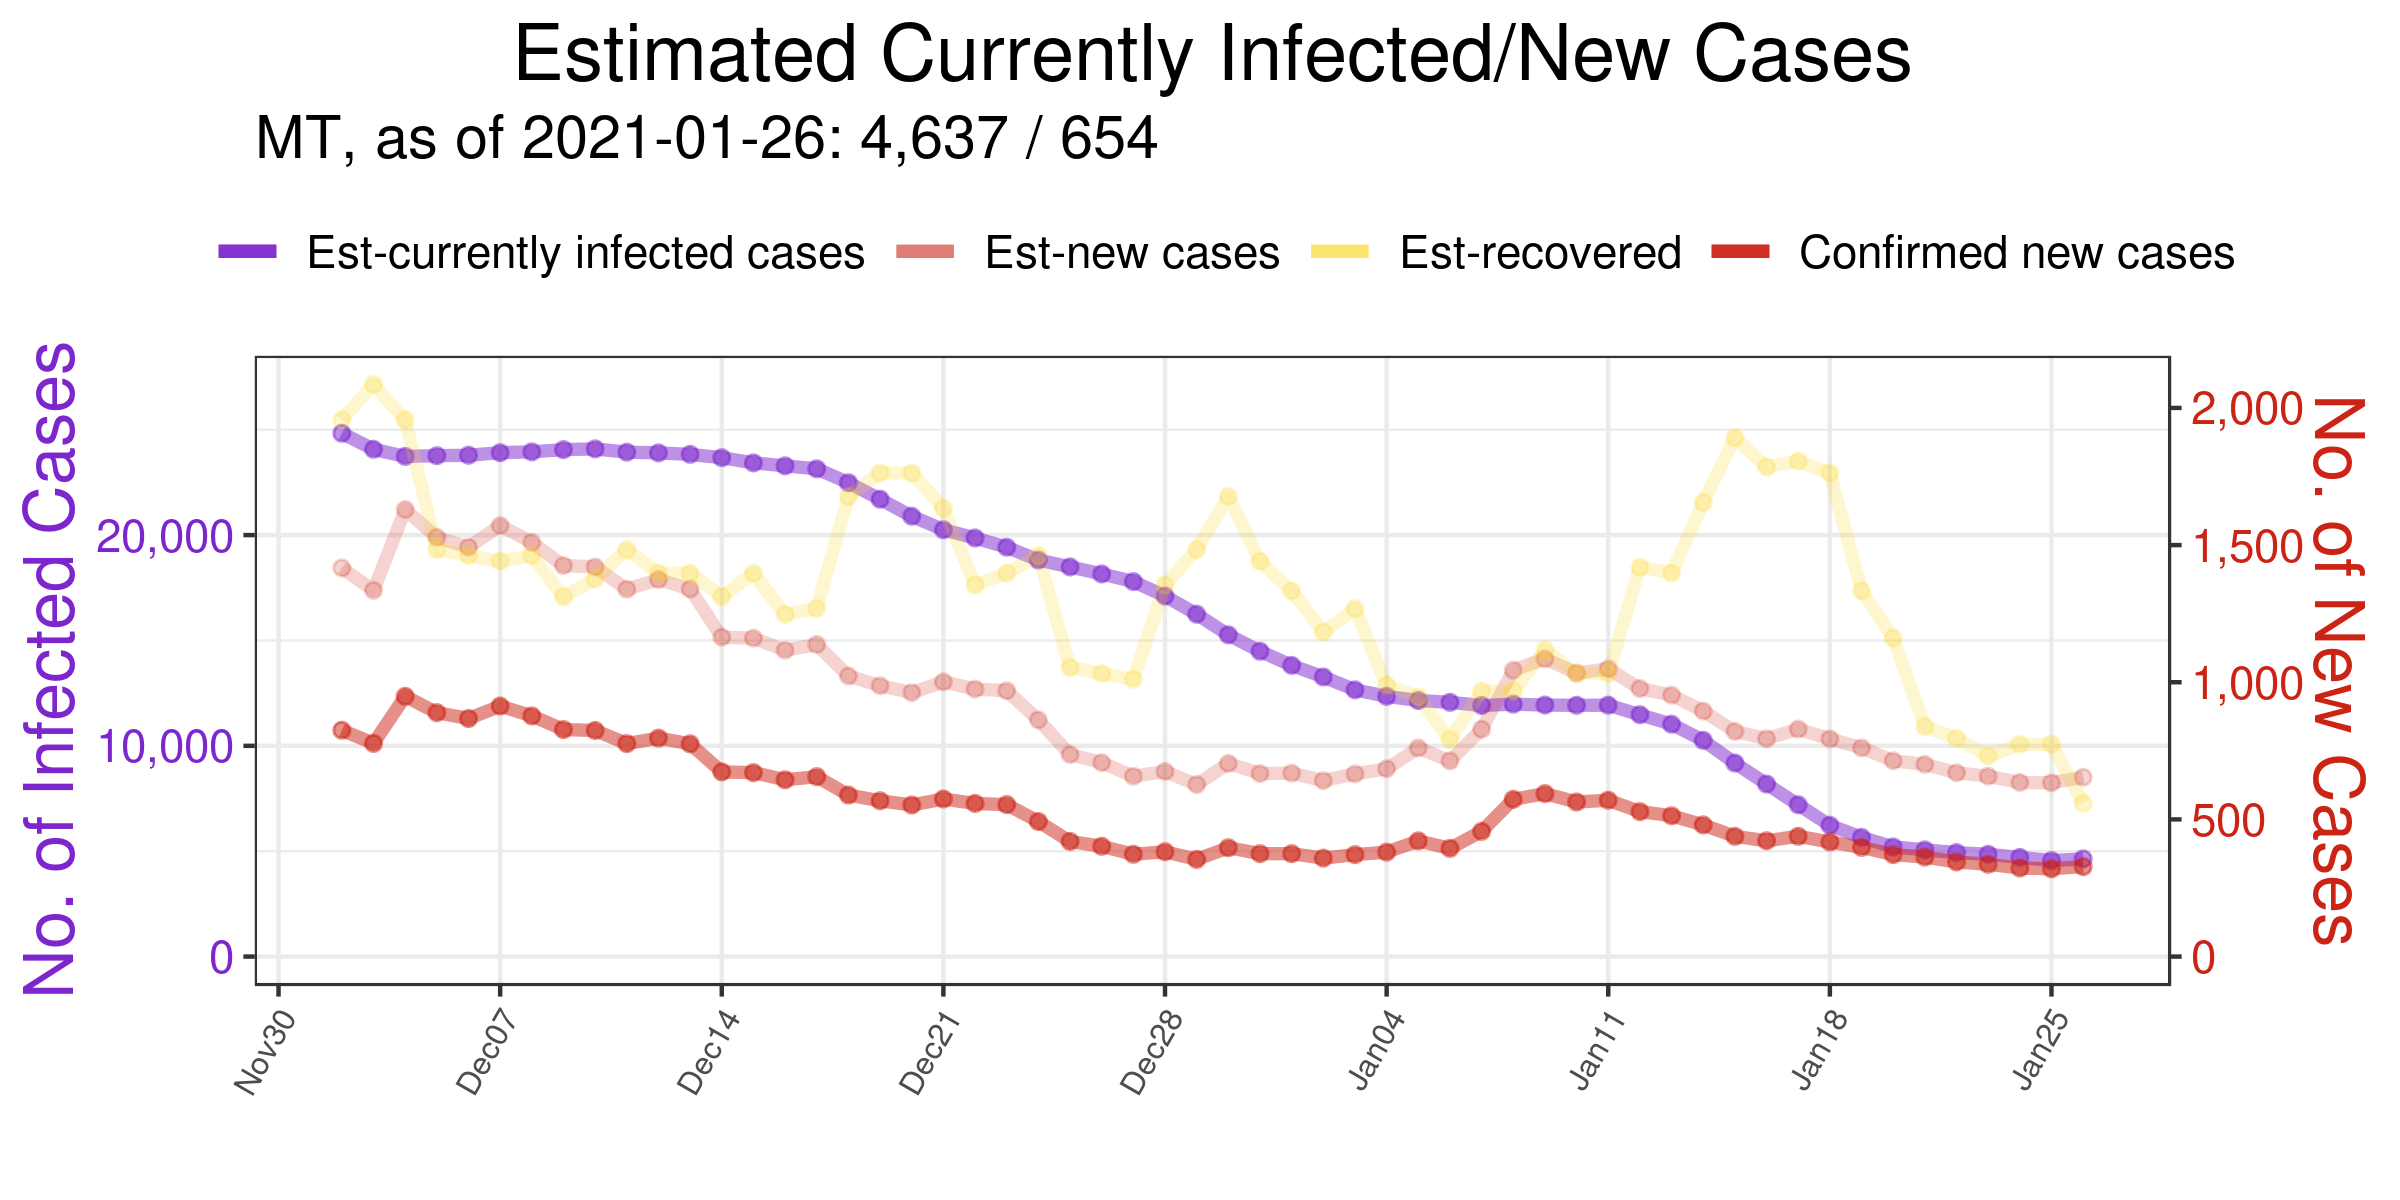 Estimated Currently Infected/New Cases
MT, as of 2021-01-26: 4,637 / 654
Est-currently infected cases Est-new cases Est-recovered Confirmed new cases
No. of Infected Cases
20,000
10,000
0
2,000
1,500
1,000
500
0
No. of New Cases
Nov30 Dec07 Dec14 Dec21 Dec28 Jan04 Jan11 Jan18 Jan25